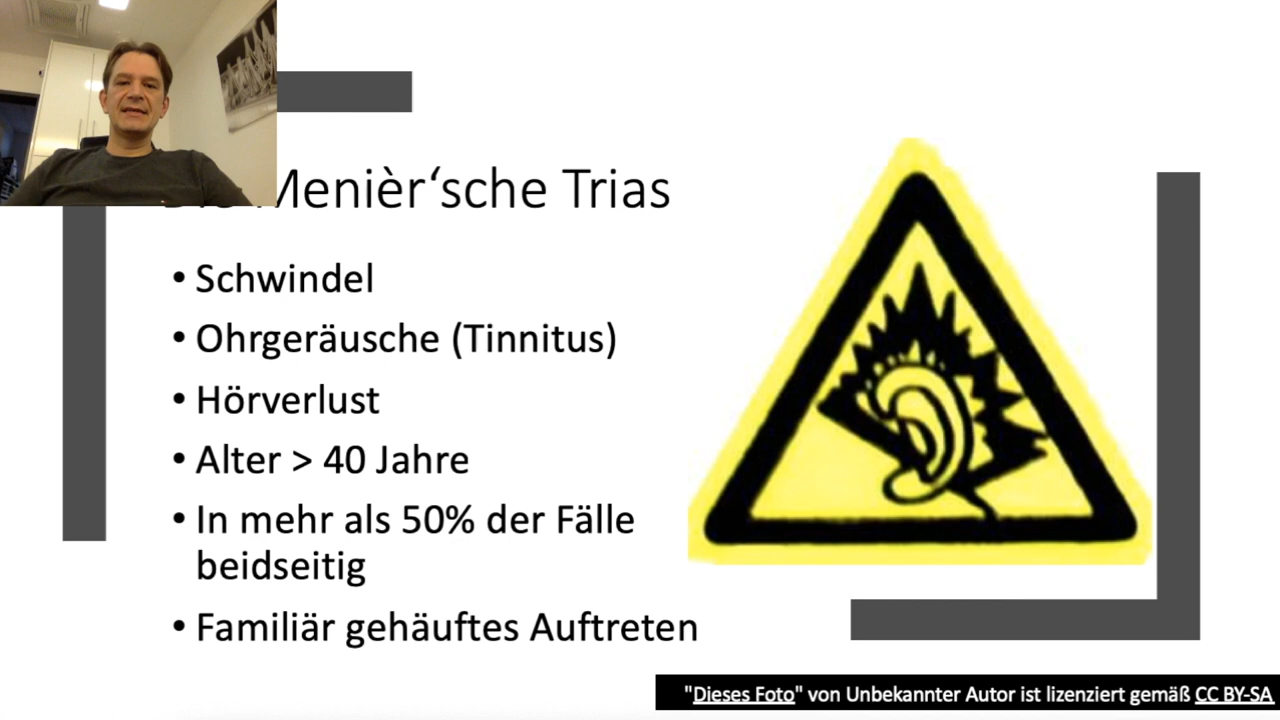 Menièr‘sche Trias
• Schwindel
• Ohrgeräusche (Tinnitus)
• Hörverlust
• Alter > 40 Jahre
• In mehr als 50% der Fälle
beidseitig
• Familiär gehäuftes Auftreten
"Dieses Foto" von Unbekannter Autor ist lizenziert gemäß CC BY-SA